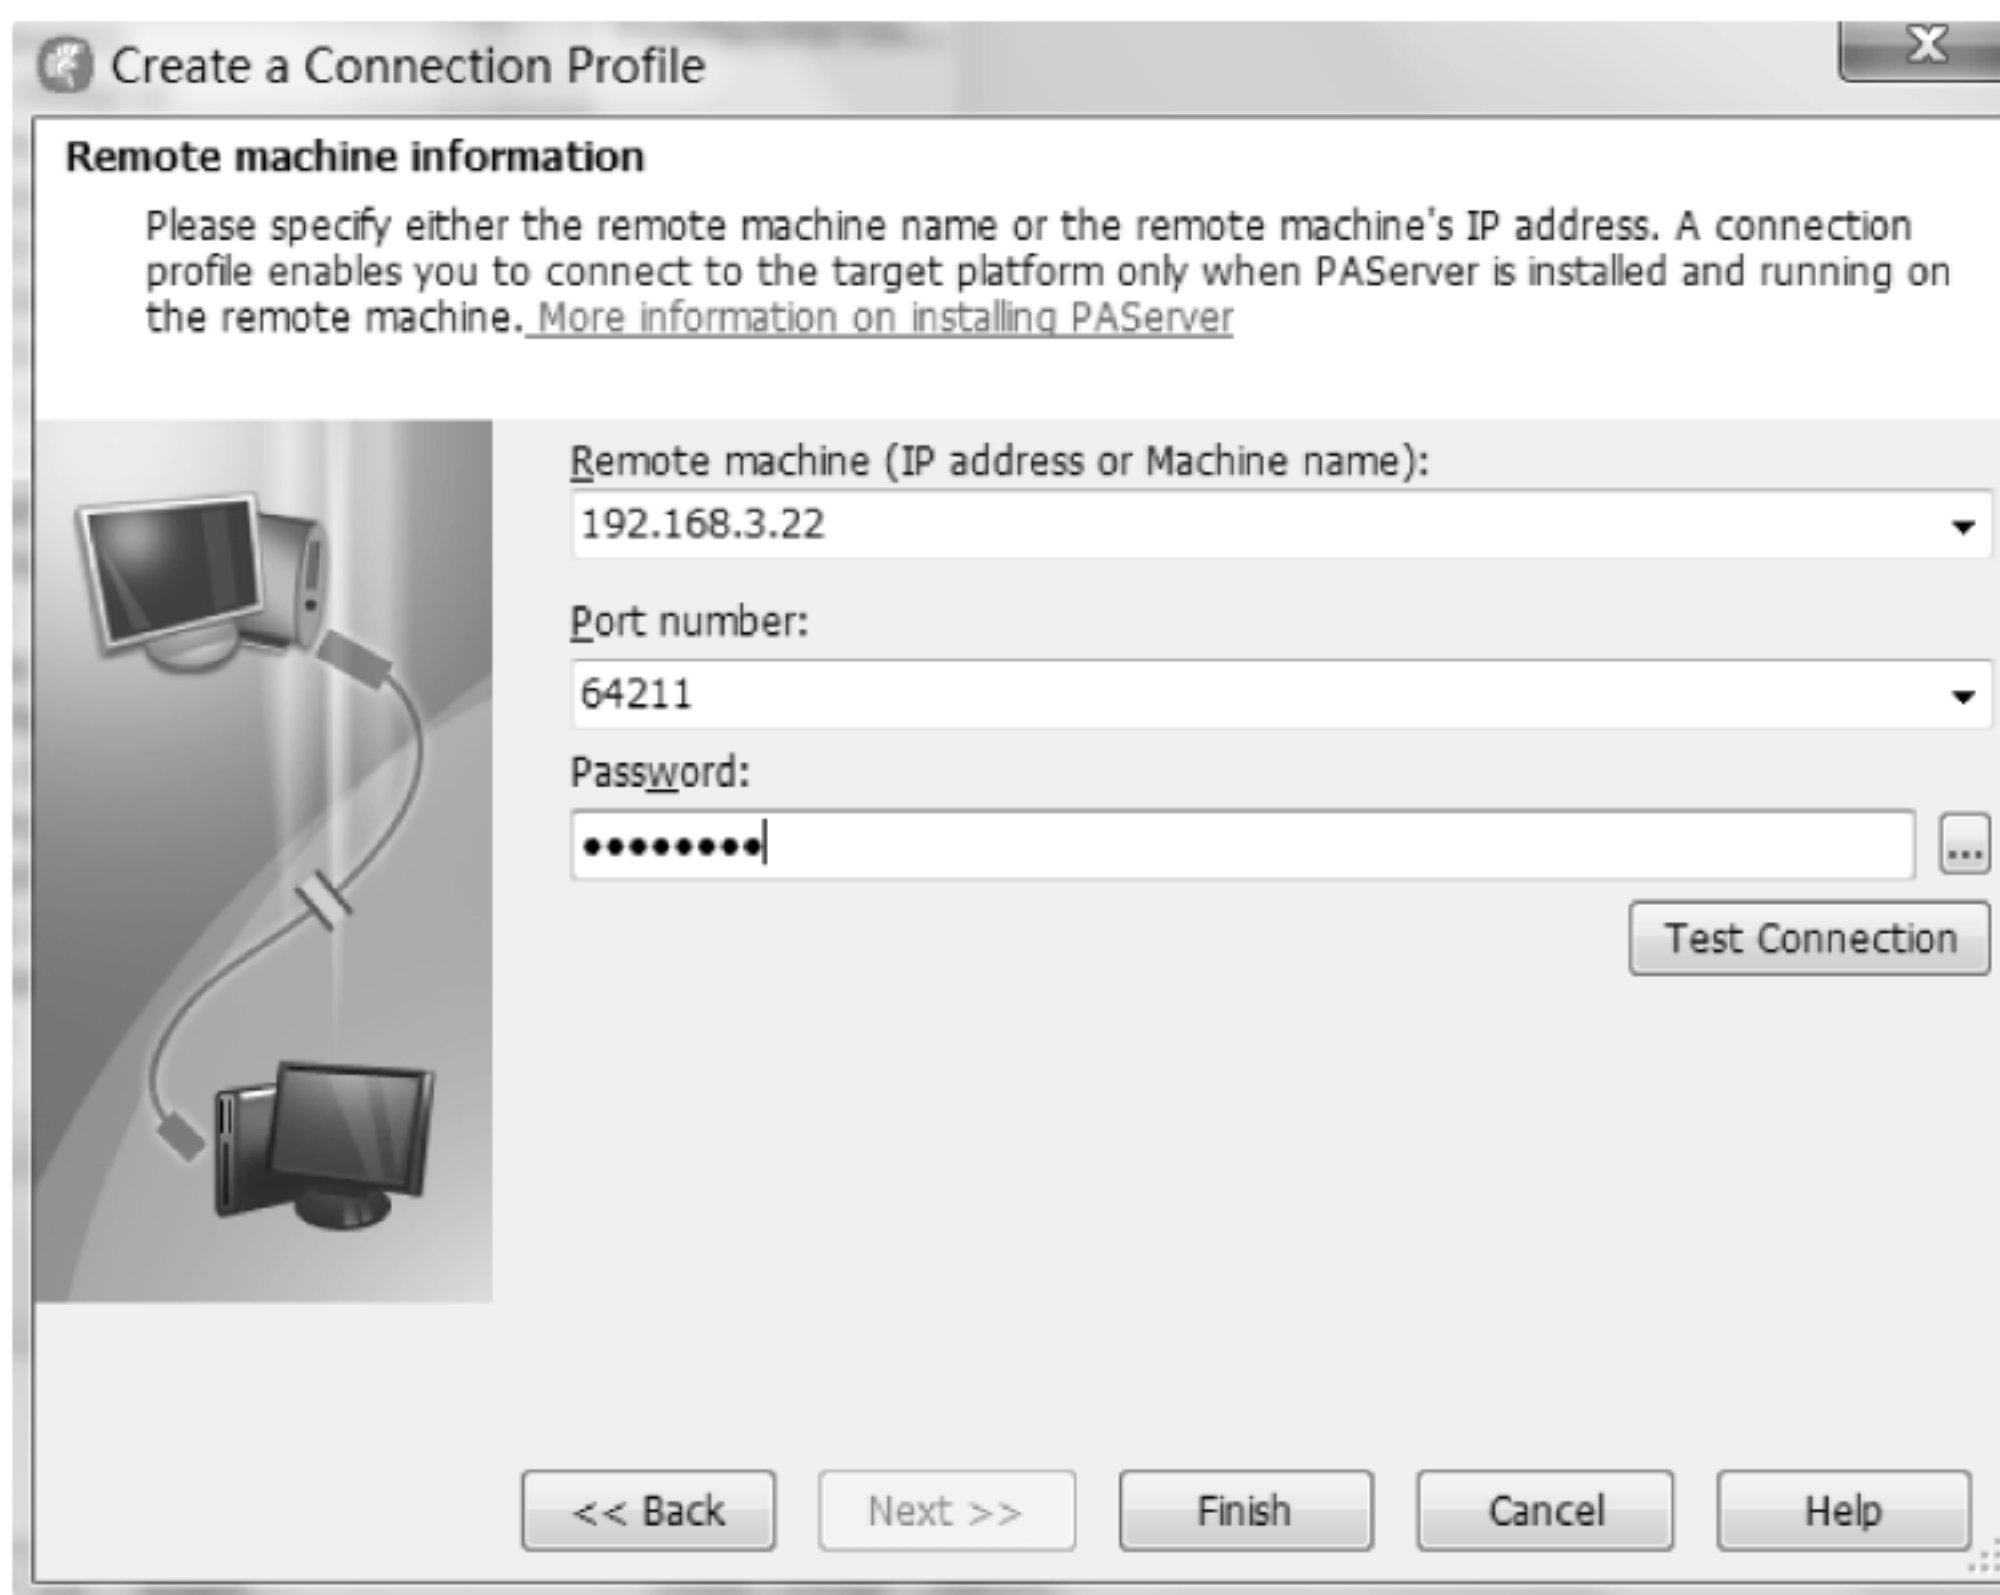 Create a Connection Profile
X
Remote machine information
Please specify either the remote machine name or the remote machine's IP address. A connection
profile enables you to connect to the target platform only when PAServer is installed and running on
the remote machine. More information on installing PAServer
Remote machine (IP address or Machine name):
192.168.3.22
Port number:
64211
Password:
●●●●●●●●
...
Test Connection
<< Back
Next >>
Finish
Cancel
Help